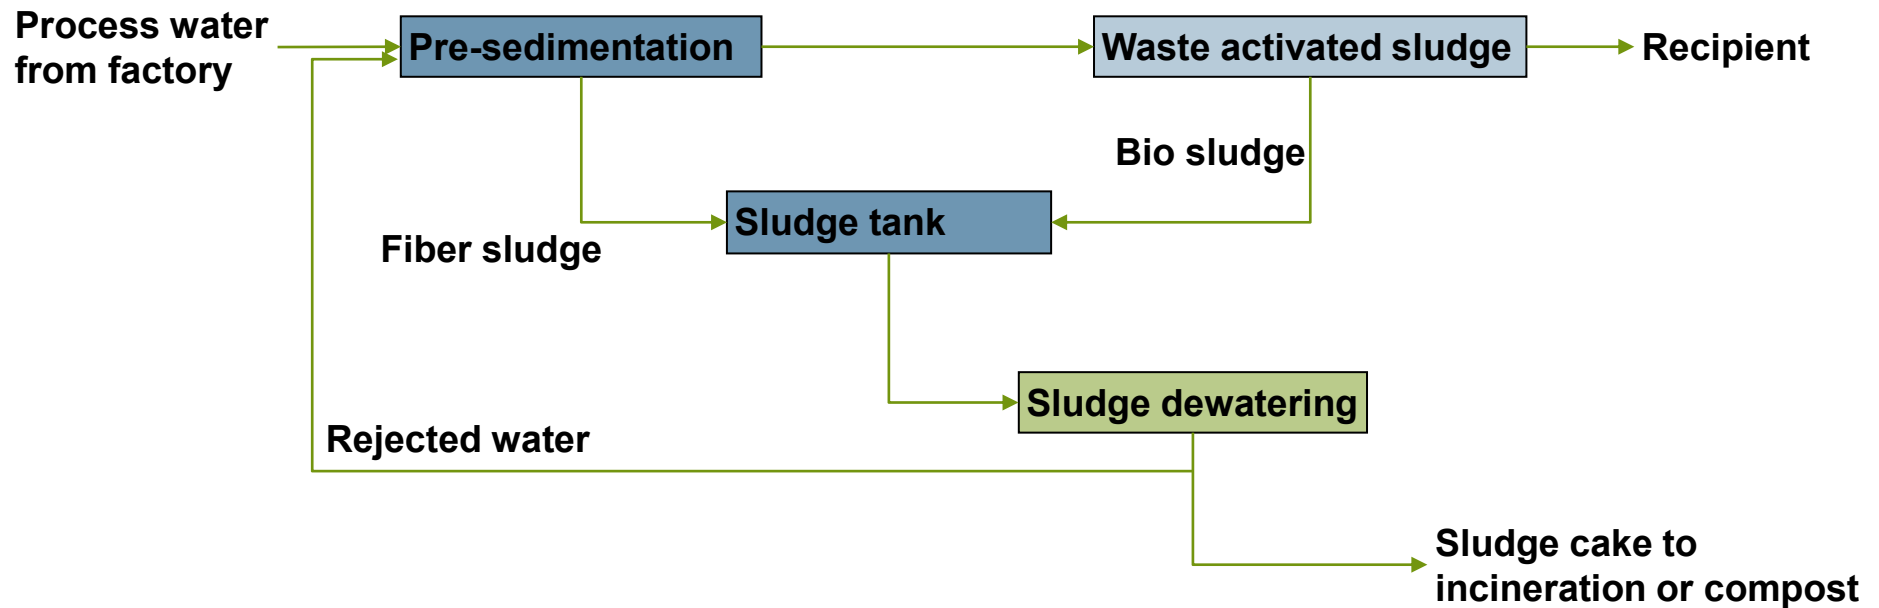 Process water
from factory
Pre-sedimentation
Waste activated sludge
Recipient
Bio sludge
Sludge tank
Fiber sludge
Sludge dewatering
Rejected water
Sludge cake to
incineration or compost